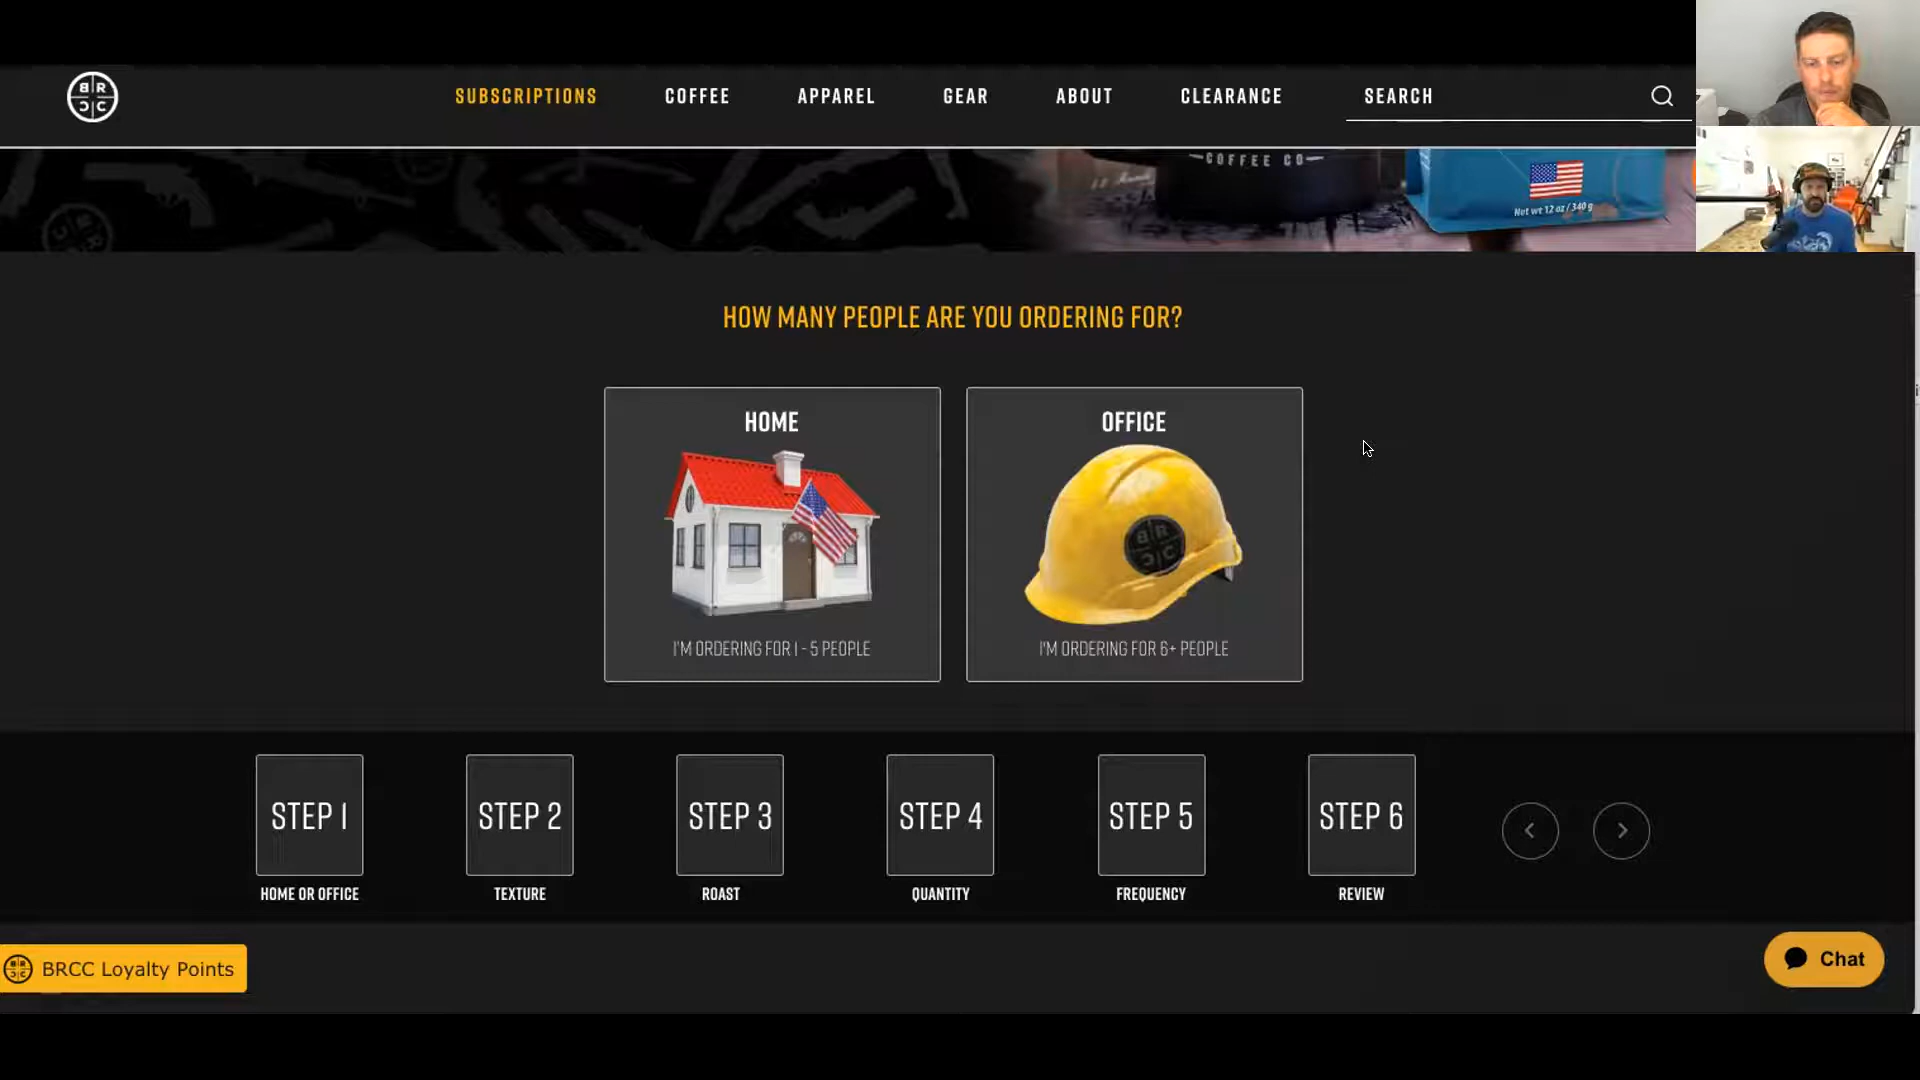 SUBSCRIPTIONS COFFEE APPAREL GEAR ABOUT CLEARANCE SEARCH
COFFEE CO
Net wt 12 oz / 340 g
HOW MANY PEOPLE ARE YOU ORDERING FOR?
HOME OFFICE
I'M ORDERING FOR 1 - 5 PEOPLE I'M ORDERING FOR 6+ PEOPLE
STEP 1 STEP 2 STEP 3 STEP 4 STEP 5 STEP 6
HOME OR OFFICE TEXTURE ROAST QUANTITY FREQUENCY REVIEW
BRCC Loyalty Points
Chat